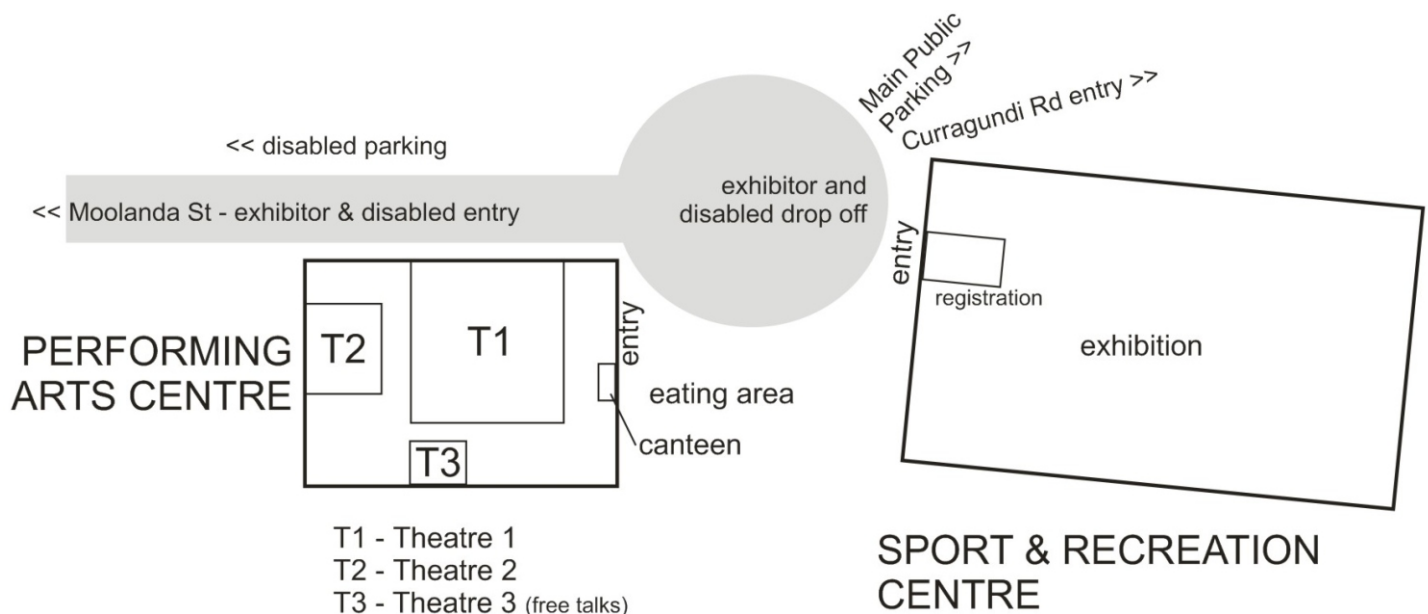 Main Public
Parking >>
Curragundi Rd entry >>
<< disabled parking
<< Moolanda St - exhibitor & disabled entry
exhibitor and
disabled drop off
entry
registration
exhibition
PERFORMING
ARTS CENTRE
T2
T1
T3
entry
eating area
canteen
T1 - Theatre 1
T2 - Theatre 2
T3 - Theatre 3 (free talks)
SPORT & RECREATION
CENTRE